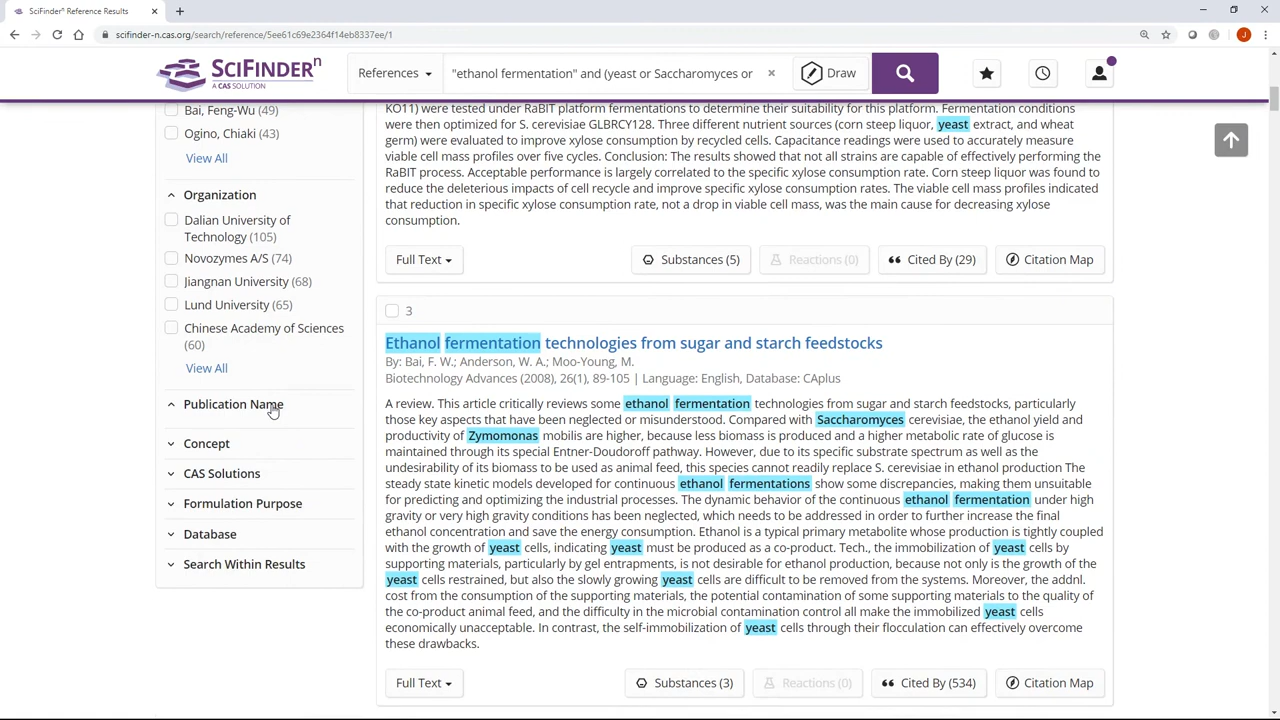 SciFinder® Reference Results
scifinder-n.cas.org/search/reference/5ee61c69e2364f14eb8337ee/1
J
SCIFINDERⁿ
A CAS SOLUTION
References
"ethanol fermentation" and (yeast or Saccharomyces or
Draw
Bai, Feng-Wu (49)
Ogino, Chiaki (43)
View All
Organization
Dalian University of
Technology (105)
Novozymes A/S (74)
Jiangnan University (68)
Lund University (65)
Chinese Academy of Sciences
(60)
View All
Publication Name
Concept
CAS Solutions
Formulation Purpose
Database
Search Within Results
KO11) were tested under RaBIT platform fermentations to determine their suitability for this platform. Fermentation conditions
were then optimized for S. cerevisiae GLBRCY128. Three different nutrient sources (corn steep liquor, yeast extract, and wheat
germ) were evaluated to improve xylose consumption by recycled cells. Capacitance readings were used to accurately measure
viable cell mass profiles over five cycles. Conclusion: The results showed that not all strains are capable of effectively performing the
RaBIT process. Acceptable performance is largely correlated to the specific xylose consumption rate. Corn steep liquor was found to
reduce the deleterious impacts of cell recycle and improve specific xylose consumption rates. The viable cell mass profiles indicated
that reduction in specific xylose consumption rate, not a drop in viable cell mass, was the main cause for decreasing xylose
consumption.
Full Text
Substances (5)
Reactions (0)
Cited By (29)
Citation Map
3
Ethanol fermentation technologies from sugar and starch feedstocks
By: Bai, F. W.; Anderson, W. A.; Moo-Young, M.
Biotechnology Advances (2008), 26(1), 89-105 | Language: English, Database: CAplus
A review. This article critically reviews some ethanol fermentation technologies from sugar and starch feedstocks, particularly
those key aspects that have been neglected or misunderstood. Compared with Saccharomyces cerevisiae, the ethanol yield and
productivity of Zymomonas mobilis are higher, because less biomass is produced and a higher metabolic rate of glucose is
maintained through its special Entner-Doudoroff pathway. However, due to its specific substrate spectrum as well as the
undesirability of its biomass to be used as animal feed, this species cannot readily replace S. cerevisiae in ethanol production The
steady state kinetic models developed for continuous ethanol fermentations show some discrepancies, making them unsuitable
for predicting and optimizing the industrial processes. The dynamic behavior of the continuous ethanol fermentation under high
gravity or very high gravity conditions has been neglected, which needs to be addressed in order to further increase the final
ethanol concentration and save the energy consumption. Ethanol is a typical primary metabolite whose production is tightly coupled
with the growth of yeast cells, indicating yeast must be produced as a co-product. Tech., the immobilization of yeast cells by
supporting materials, particularly by gel entrapments, is not desirable for ethanol production, because not only is the growth of the
yeast cells restrained, but also the slowly growing yeast cells are difficult to be removed from the systems. Moreover, the addnl.
cost from the consumption of the supporting materials, the potential contamination of some supporting materials to the quality of
the co-product animal feed, and the difficulty in the microbial contamination control all make the immobilized yeast cells
economically unacceptable. In contrast, the self-immobilization of yeast cells through their flocculation can effectively overcome
these drawbacks.
Full Text
Substances (3)
Reactions (0)
Cited By (534)
Citation Map